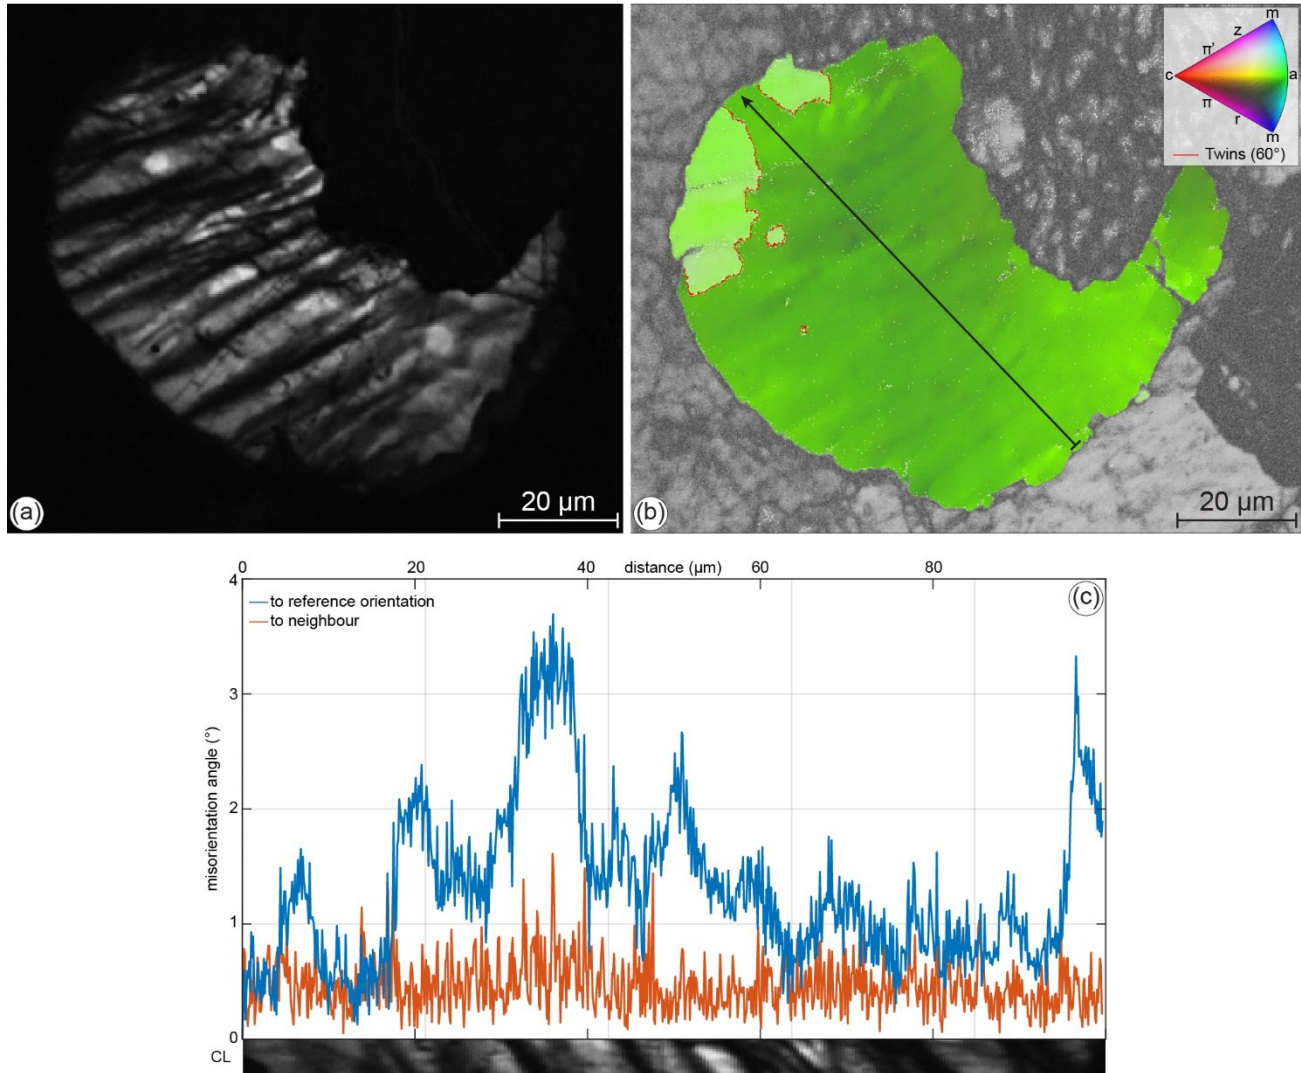 (a)
20 µm
(b)
20 µm
m
z
π'
c
a
π
r
m
Twins (60°)
0 20 40 distance (µm) 60 80
4
3
2
1
0
misorientation angle (°)
to reference orientation
to neighbour
(c)
CL